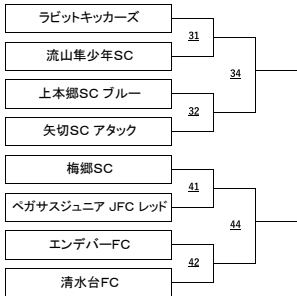 ラビットキッカーズ
31
流山隼少年SC
34
上本郷SC ブルー
32
矢切SC アタック
梅郷SC
41
ペガサスジュニア JFC レッド
44
エンデバーFC
42
清水台FC